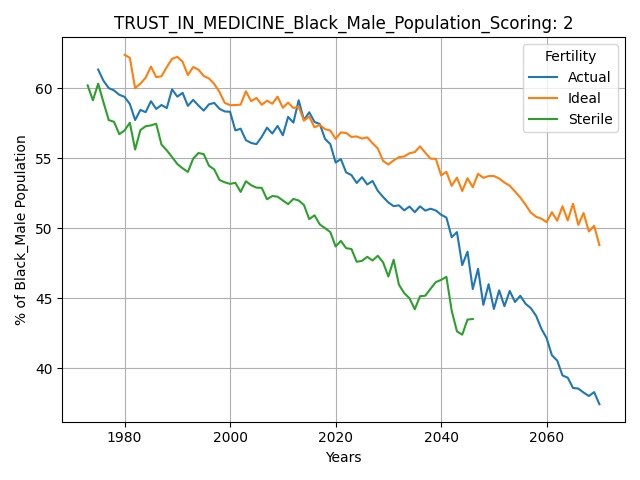 TRUST_IN_MEDICINE_Black_Male_Population_Scoring: 2
Fertility
Actual
Ideal
Sterile
% of Black_Male Population
60
55
50
45
40
1980
2000
2020
2040
2060
Years